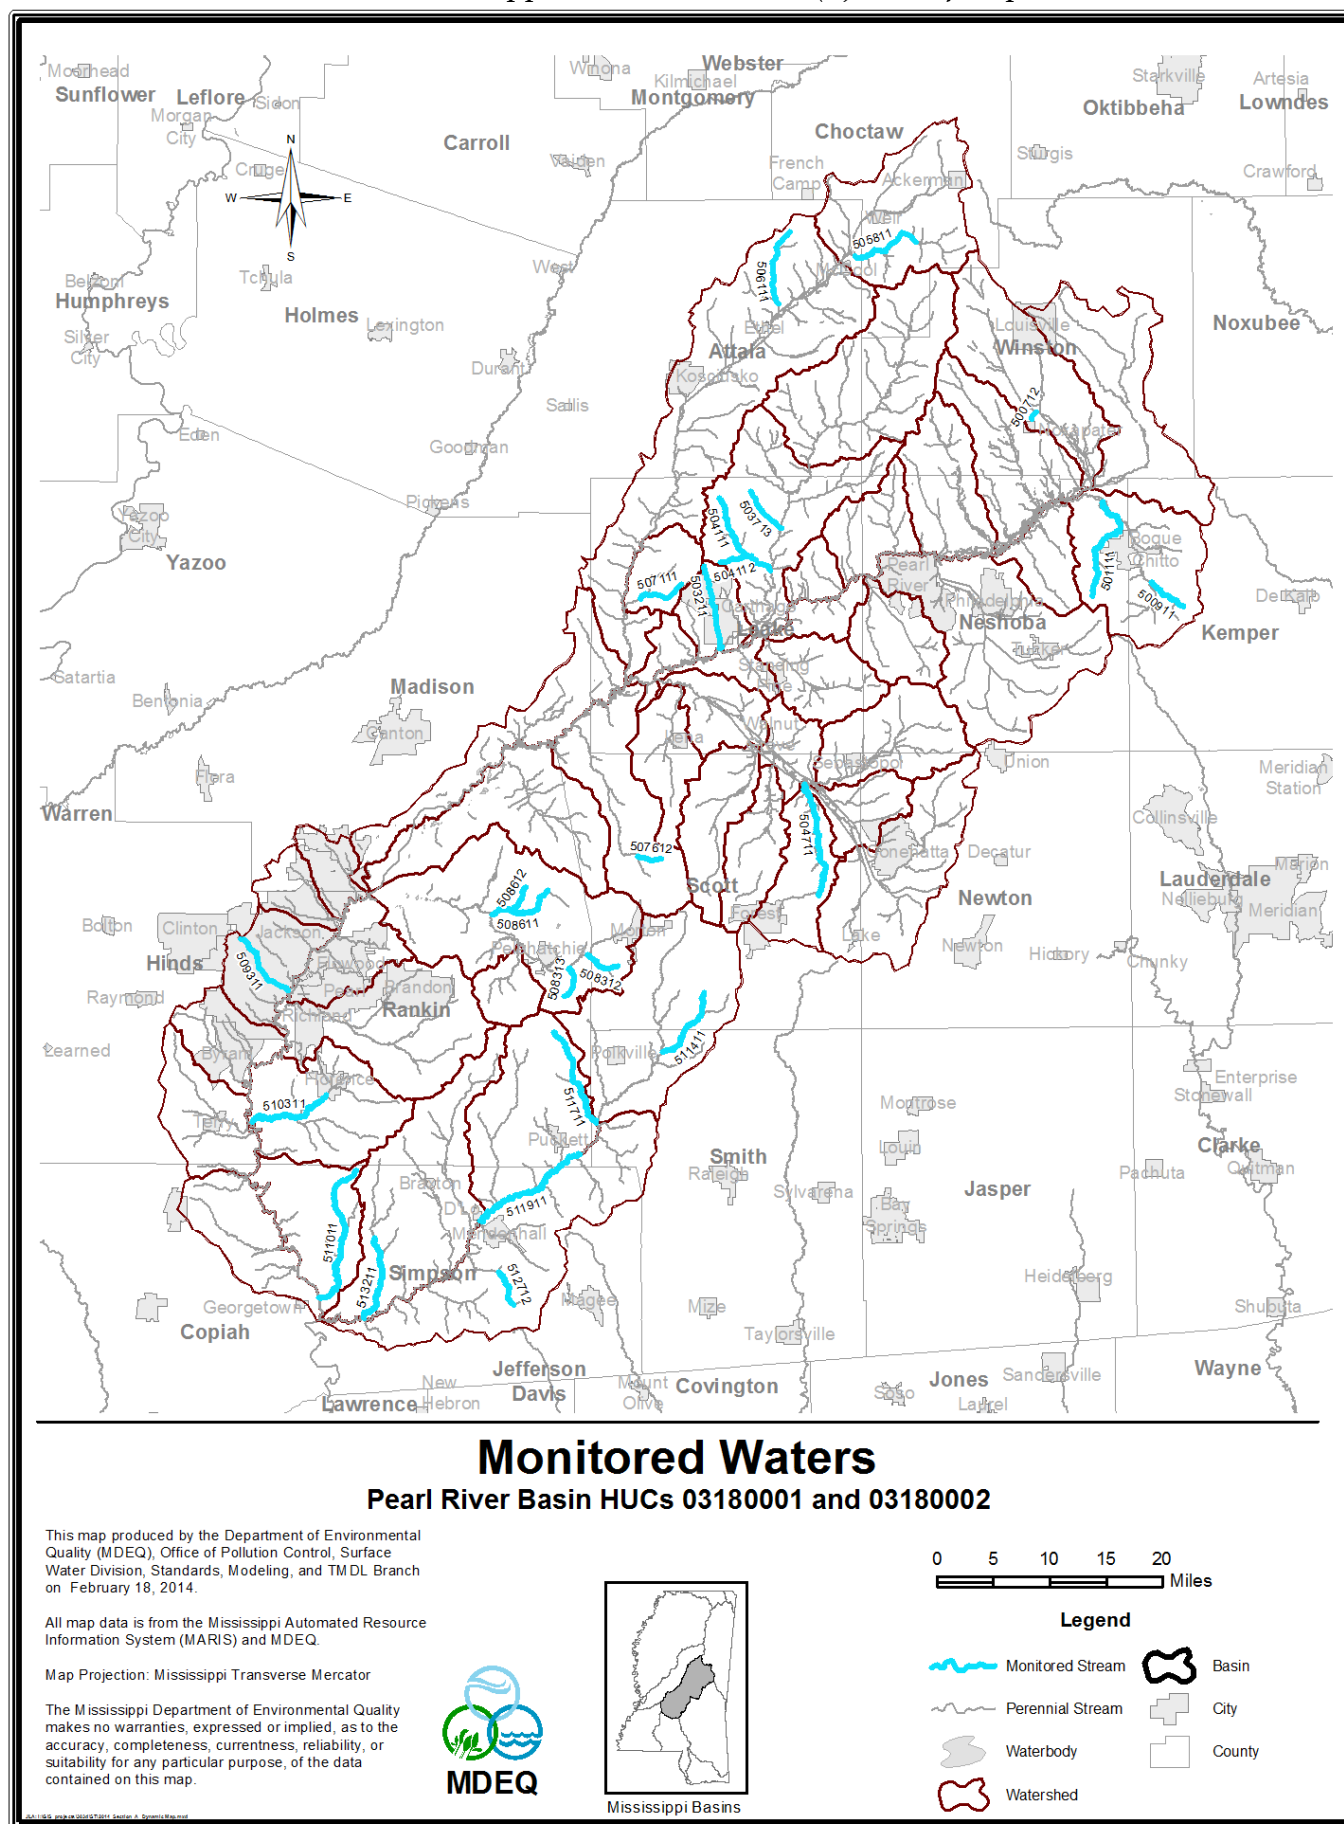 Webster
Moorhead
Winona
Kilmichael
Starkville
Artesia
Sunflower
Leflore
Sidon
Montgomery
Oktibbeha
Lowndes
Morgan
City
Carroll
Choctaw
N
Vaiden
French
Camp
Ackerman
Sturgis
Crawford
Cruger
W
E
S
Weir
505811
McCool
506111
West
Tchula
Belzoni
Humphreys
Holmes
Lexington
Silver
City
Ethel
Attala
Louisville
Winston
Noxubee
Durant
Kosciusko
Sallis
500712
Noxapater
Eden
Goodman
Pickens
Yazoo
City
Yazoo
504111
503713
504112
507111
503211
Carthage
Leake
Pearl
River
Philadelphia
Neshoba
Tucker
Bogue
Chitto
501111
500911
De Kalb
Kemper
Satartia
Bentonia
Madison
Canton
Standing
Pine
Walnut
Grove
Lena
Sebastopol
Union
Meridian
Station
Flora
Warren
Collinsville
504711
507612
Conehatta
Decatur
Marion
Scott
Lauderdale
Nellieburg
Meridian
Newton
508612
508611
Forest
Bolton
Clinton
Jackson
Morton
Lake
Newton
Hickory
Chunky
Pelahatchie
Hinds
509311
Flowood
508313
508312
Raymond
Pearl
Brandon
Rankin
Richland
Learned
Byram
Polkville
511411
Enterprise
Stonewall
Florence
510311
511711
Terry
Montrose
Puckett
Louin
Clarke
Smith
Raleigh
Pachuta
Quitman
Braxton
Sylvarena
Jasper
Bay
Springs
D'Lo
511911
Mendenhall
511011
513211
Simpson
512712
Heidelberg
Georgetown
Magee
Mize
Shubuta
Copiah
Taylorsville
Jefferson
Davis
New
Hebron
Mount
Olive
Covington
Jones
Sandersville
Wayne
Lawrence
Soso
Laurel
Monitored Waters
Pearl River Basin HUCs 03180001 and 03180002
This map produced by the Department of Environmental
Quality (MDEQ), Office of Pollution Control, Surface
Water Division, Standards, Modeling, and TMDL Branch
on February 18, 2014.
All map data is from the Mississippi Automated Resource
Information System (MARIS) and MDEQ.
Map Projection: Mississippi Transverse Mercator
The Mississippi Department of Environmental Quality
makes no warranties, expressed or implied, as to the
accuracy, completeness, currentness, reliability, or
suitability for any particular purpose, of the data
contained on this map.
MDEQ
Mississippi Basins
0 5 10 15 20
Miles
Legend
Monitored Stream
Basin
Perennial Stream
City
Waterbody
County
Watershed